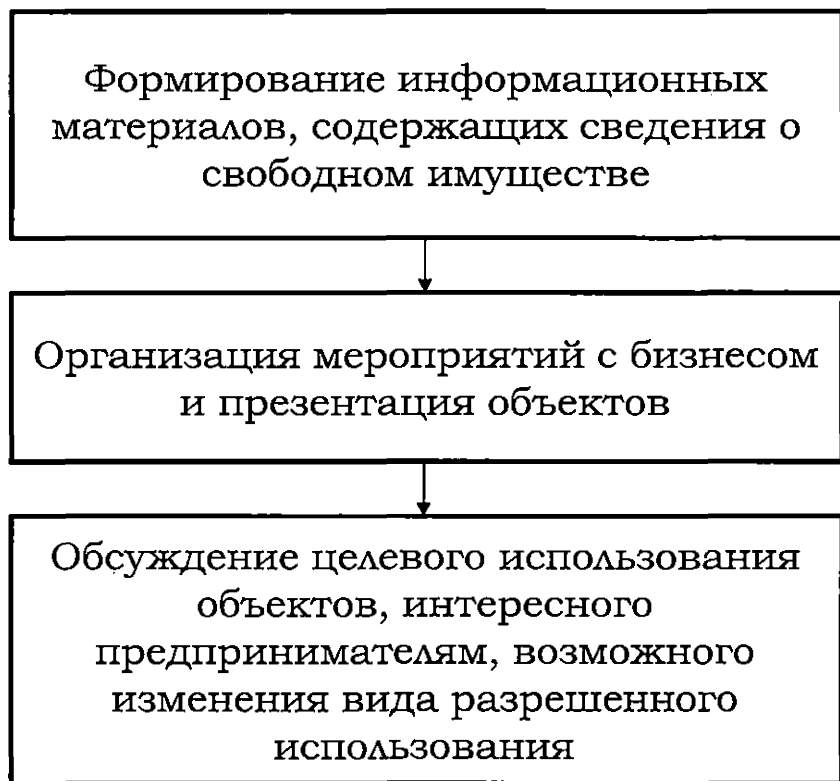 Формирование информационных
материалов, содержащих сведения о
свободном имуществе
Организация мероприятий с бизнесом
и презентация объектов
Обсуждение целевого использования
объектов, интересного
предпринимателям, возможного
изменения вида разрешенного
использования